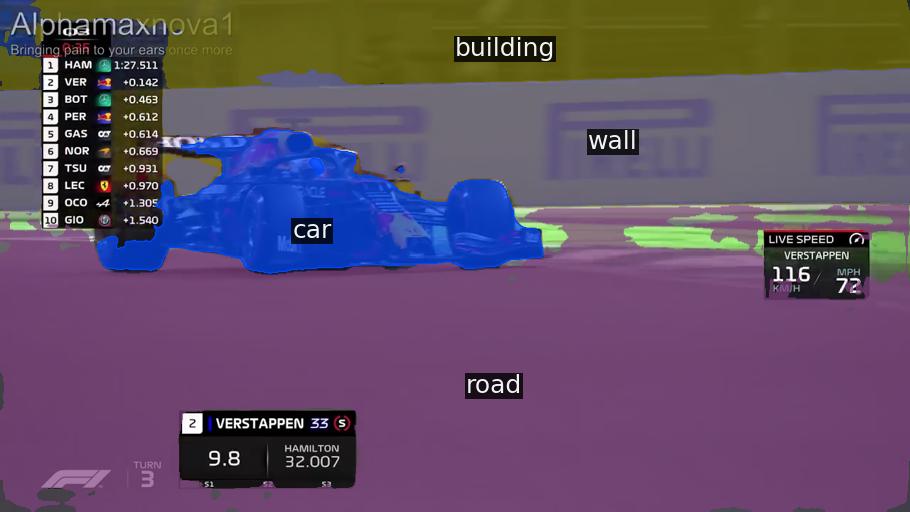 Alphamaxnova1
Bringing pain to your ears once more
Q3
1 HAM 1:27.511
2 VER +0.142
3 BOT +0.463
4 PER +0.612
5 GAS +0.614
6 NOR +0.669
7 TSU +0.931
8 LEC +0.970
9 OCO +1.305
10 GIO +1.540
building
wall
car
road
LIVE SPEED
VERSTAPPEN
116 KM/H
72 MPH
2 VERSTAPPEN 33 S
9.8
HAMILTON
32.007
S1 S2 S3
F1
TURN
3